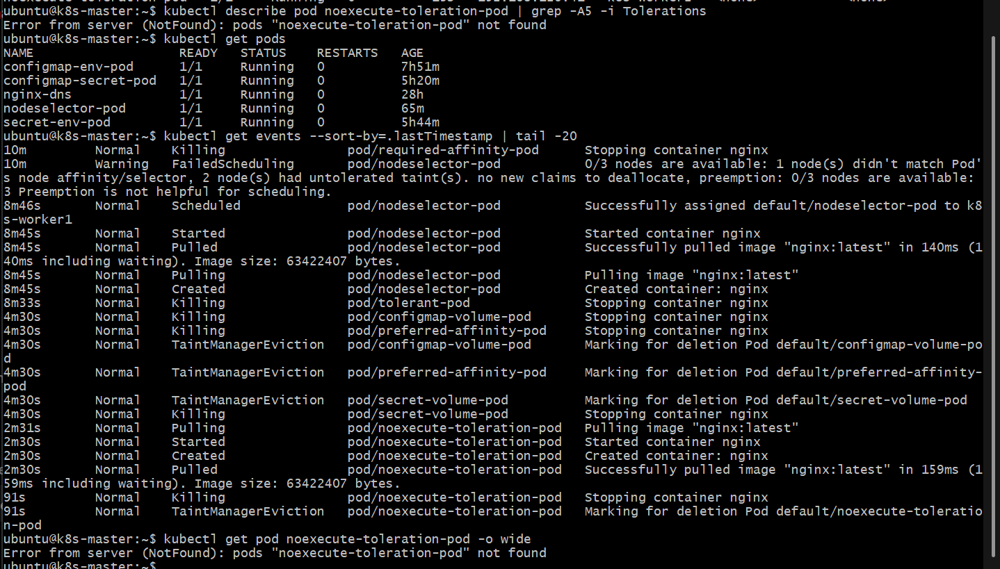 ubuntu@k8s-master:~$ kubectl describe pod noexecute-toleration-pod | grep -A5 -i Tolerations
Error from server (NotFound): pods "noexecute-toleration-pod" not found
ubuntu@k8s-master:~$ kubectl get pods
NAME                   READY   STATUS    RESTARTS   AGE
configmap-env-pod      1/1     Running   0          7h51m
configmap-secret-pod   1/1     Running   0          5h20m
nginx-dns              1/1     Running   0          28h
nodeselector-pod       1/1     Running   0          65m
secret-env-pod         1/1     Running   0          5h44m
ubuntu@k8s-master:~$ kubectl get events --sort-by=.lastTimestamp | tail -20
10m         Normal    Killing                pod/required-affinity-pod      Stopping container nginx
10m         Warning   FailedScheduling       pod/nodeselector-pod           0/3 nodes are available: 1 node(s) didn't match Pod'
s node affinity/selector, 2 node(s) had untolerated taint(s). no new claims to deallocate, preemption: 0/3 nodes are available:
3 Preemption is not helpful for scheduling.
8m46s       Normal    Scheduled              pod/nodeselector-pod           Successfully assigned default/nodeselector-pod to k8
s-worker1
8m45s       Normal    Started                pod/nodeselector-pod           Started container nginx
8m45s       Normal    Pulled                 pod/nodeselector-pod           Successfully pulled image "nginx:latest" in 140ms (1
40ms including waiting). Image size: 63422407 bytes.
8m45s       Normal    Pulling                pod/nodeselector-pod           Pulling image "nginx:latest"
8m45s       Normal    Created                pod/nodeselector-pod           Created container: nginx
8m33s       Normal    Killing                pod/tolerant-pod               Stopping container nginx
4m30s       Normal    Killing                pod/configmap-volume-pod       Stopping container nginx
4m30s       Normal    Killing                pod/preferred-affinity-pod     Stopping container nginx
4m30s       Normal    TaintManagerEviction   pod/configmap-volume-pod       Marking for deletion Pod default/configmap-volume-po
d
4m30s       Normal    TaintManagerEviction   pod/preferred-affinity-pod     Marking for deletion Pod default/preferred-affinity-
pod
4m30s       Normal    TaintManagerEviction   pod/secret-volume-pod          Marking for deletion Pod default/secret-volume-pod
4m30s       Normal    Killing                pod/secret-volume-pod          Stopping container nginx
2m31s       Normal    Pulling                pod/noexecute-toleration-pod   Pulling image "nginx:latest"
2m30s       Normal    Started                pod/noexecute-toleration-pod   Started container nginx
2m30s       Normal    Created                pod/noexecute-toleration-pod   Created container: nginx
2m30s       Normal    Pulled                 pod/noexecute-toleration-pod   Successfully pulled image "nginx:latest" in 159ms (1
59ms including waiting). Image size: 63422407 bytes.
91s         Normal    Killing                pod/noexecute-toleration-pod   Stopping container nginx
91s         Normal    TaintManagerEviction   pod/noexecute-toleration-pod   Marking for deletion Pod default/noexecute-toleratio
n-pod
ubuntu@k8s-master:~$ kubectl get pod noexecute-toleration-pod -o wide
Error from server (NotFound): pods "noexecute-toleration-pod" not found
ubuntu@k8s-master:~$